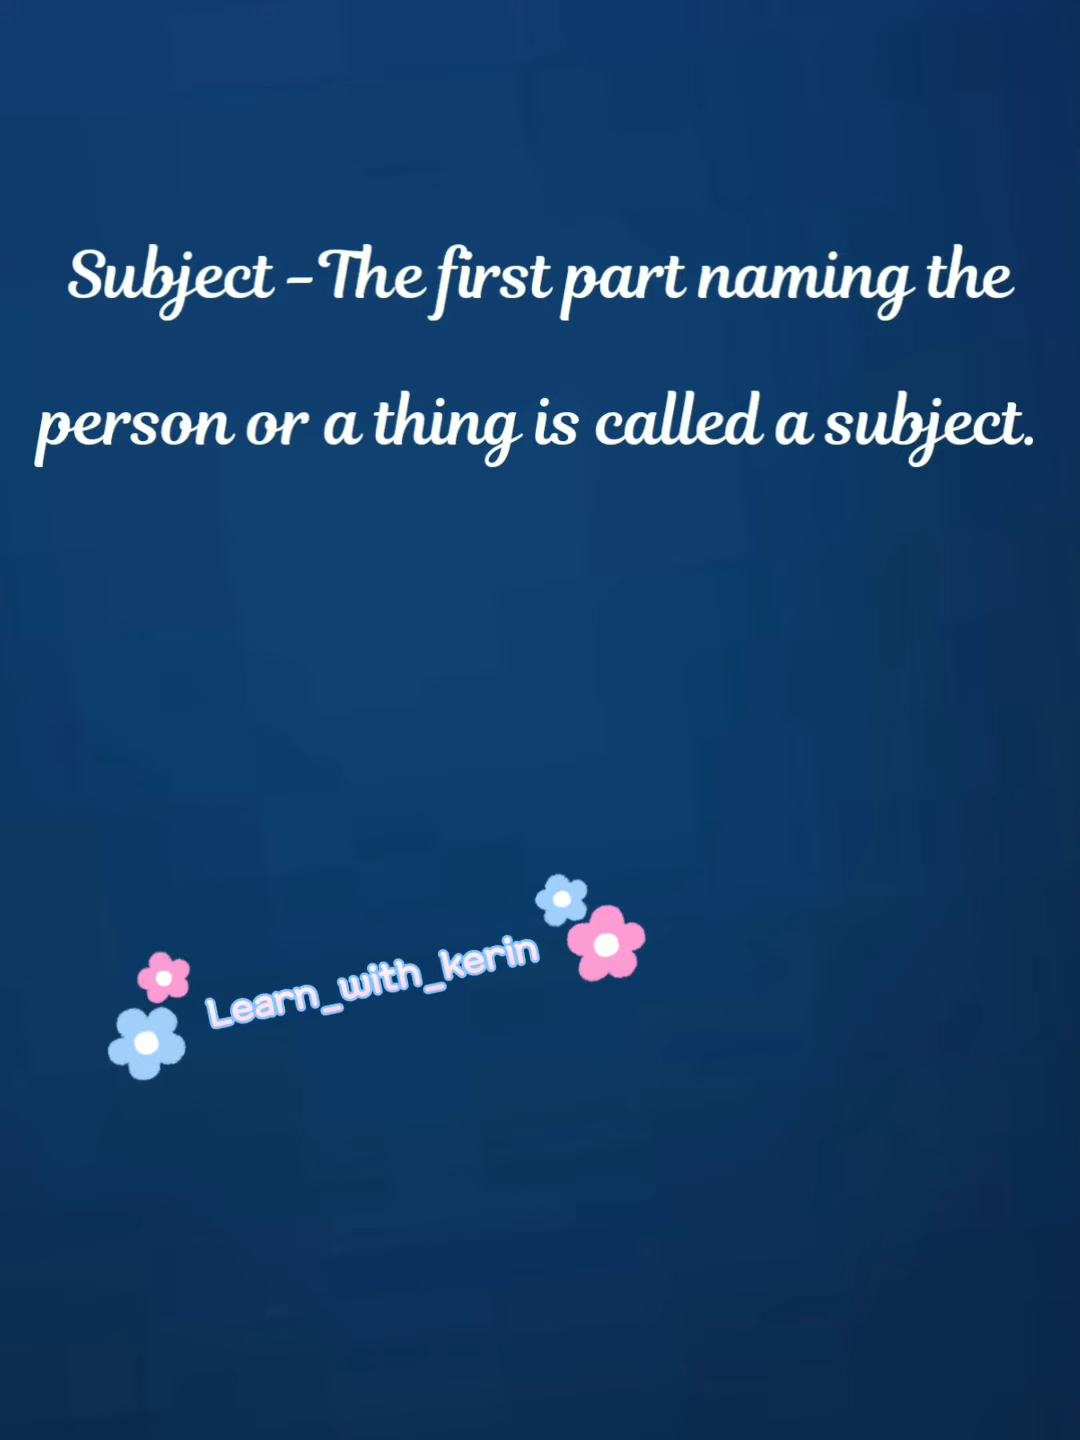 Subject -The first part naming the
person or a thing is called a subject.
Learn_with_kerin